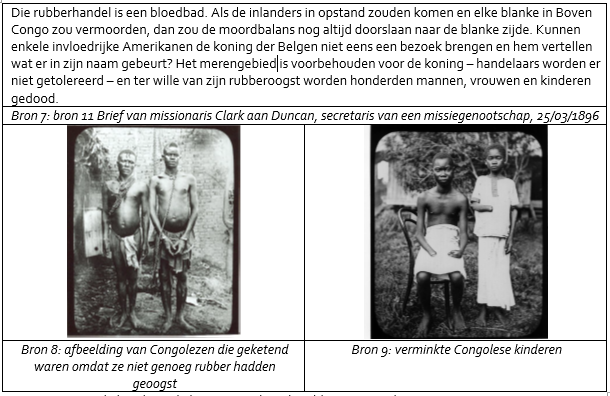 Die rubberhandel is een bloedbad. Als de inlanders in opstand zouden komen en elke blanke in Boven
Congo zou vermoorden, dan zou de moordbalans nog altijd doorslaan naar de blanke zijde. Kunnen
enkele invloedrijke Amerikanen de koning der Belgen niet eens een bezoek brengen en hem vertellen
wat er in zijn naam gebeurt? Het merengebied is voorbehouden voor de koning – handelaars worden er
niet getolereerd – en ter wille van zijn rubberoogst worden honderden mannen, vrouwen en kinderen
gedood.
Bron 7: bron 11 Brief van missionaris Clark aan Duncan, secretaris van een missiegenootschap, 25/03/1896
Bron 8: afbeelding van Congolezen die geketend
waren omdat ze niet genoeg rubber hadden
geoogst
Bron 9: verminkte Congolese kinderen